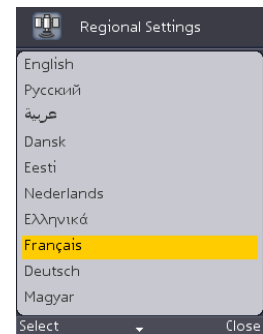 Regional Settings
English
Русский
عربية
Dansk
Eesti
Nederlands
Ελληνικά
Français
Deutsch
Magyar
Select Close